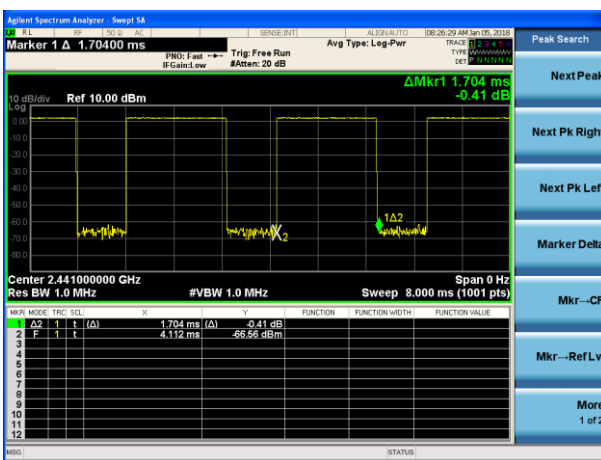 Agilent Spectrum Analyzer - Swept SA
RL RF 50 Ω AC SENSE:INT ALIGN AUTO 08:26:29 AM Jan 05, 2018
Marker 1 Δ 1.70400 ms
PNO: Fast
IFGain:Low
Trig: Free Run
#Atten: 20 dB
Avg Type: Log-Pwr
TRACE 1 2 3 4 5 6
TYPE WWWWWW
DET P N N N N N
Peak Search
ΔMkr1 1.704 ms
-0.41 dB
10 dB/div Ref 10.00 dBm
Log
0.00
-10.0
-20.0
-30.0
-40.0
-50.0
-60.0
-70.0
-80.0
1Δ2
X2
Center 2.441000000 GHz Span 0 Hz
Res BW 1.0 MHz #VBW 1.0 MHz Sweep 8.000 ms (1001 pts)
MKR MODE TRC SCL X Y FUNCTION FUNCTION WIDTH FUNCTION VALUE
1 Δ2 1 t (Δ) 1.704 ms (Δ) -0.41 dB
2 F 1 t 4.112 ms -66.56 dBm
3
4
5
6
7
8
9
10
11
12
MSG STATUS
Next Peak
Next Pk Righ
Next Pk Lef
Marker Delta
Mkr→CF
Mkr→Ref Lv
More
1 of 2